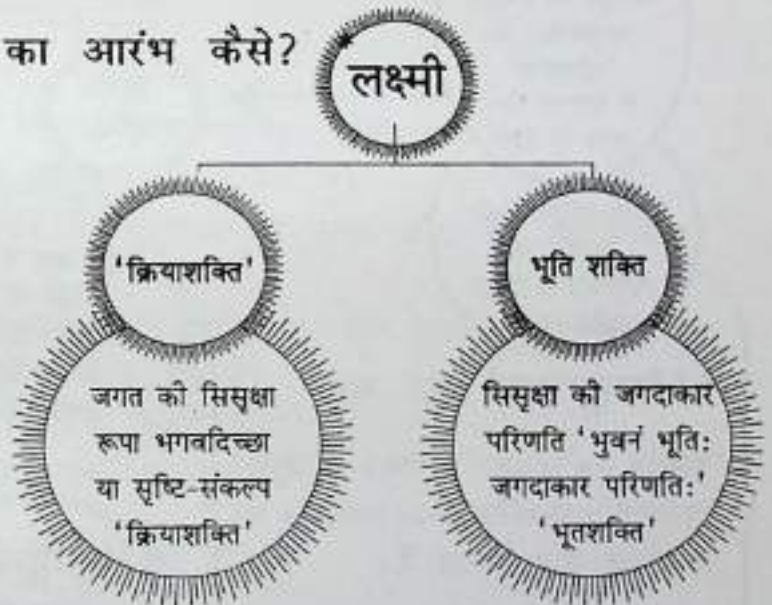 का आरंभ कैसे?
लक्ष्मी
'क्रियाशक्ति'
भूति शक्ति
जगत की सिसृक्षा
रूपा भगवदिच्छा
या सृष्टि-संकल्प
'क्रियाशक्ति'
सिसृक्षा की जगदाकार
परिणति 'भुवनं भूतिः
जगदाकार परिणतिः'
'भूतशक्ति'